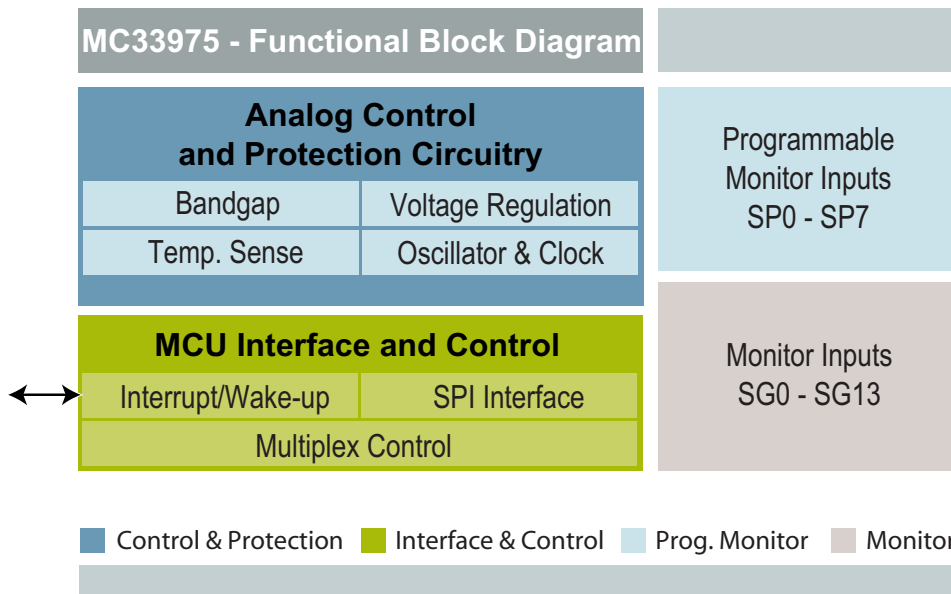 MC33975 - Functional Block Diagram
Analog Control
and Protection Circuitry
Bandgap
Voltage Regulation
Temp. Sense
Oscillator & Clock
Programmable
Monitor Inputs
SP0 - SP7
MCU Interface and Control
Interrupt/Wake-up
SPI Interface
Multiplex Control
Monitor Inputs
SG0 - SG13
Control & Protection
Interface & Control
Prog. Monitor
Monitor